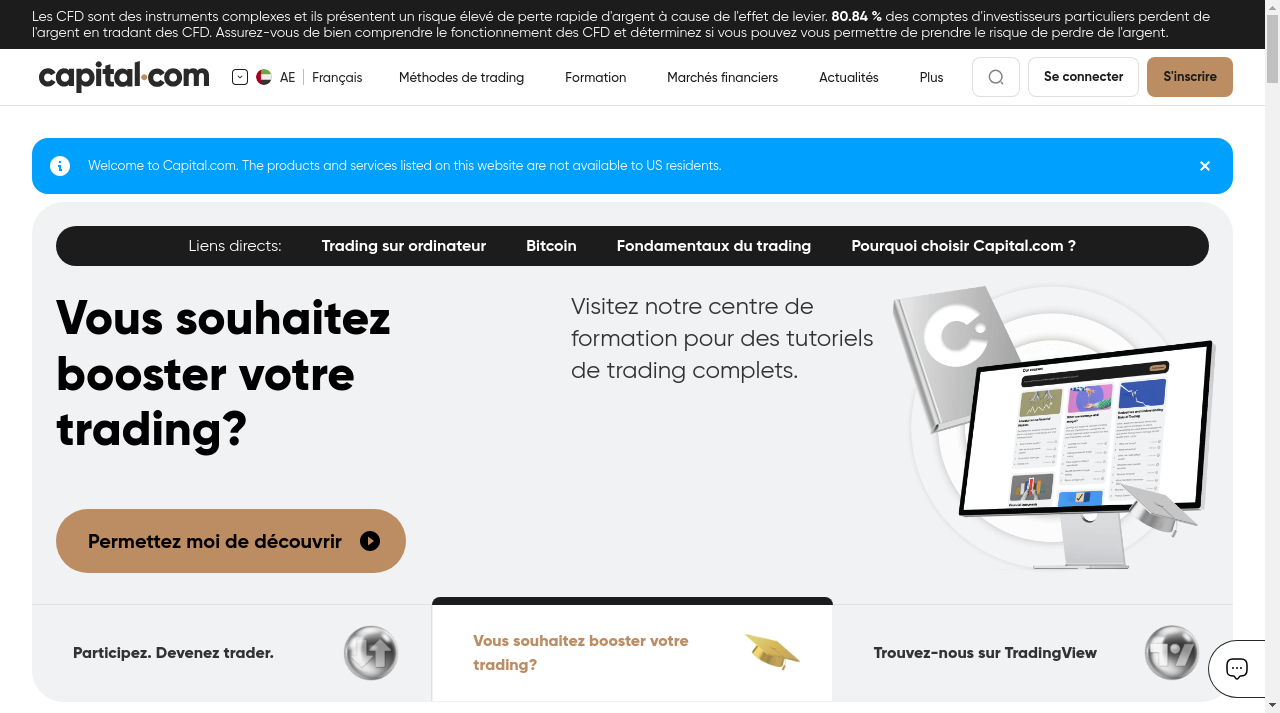 Les CFD sont des instruments complexes et ils présentent un risque élevé de perte rapide d'argent à cause de l'effet de levier. 80.84 % des comptes d'investisseurs particuliers perdent de
l'argent en tradant des CFD. Assurez-vous de bien comprendre le fonctionnement des CFD et déterminez si vous pouvez vous permettre de prendre le risque de perdre de l'argent.
capital.com
AE Français
Méthodes de trading
Formation
Marchés financiers
Actualités
Plus
Se connecter
S'inscrire
Welcome to Capital.com. The products and services listed on this website are not available to US residents.
Liens directs: Trading sur ordinateur Bitcoin Fondamentaux du trading Pourquoi choisir Capital.com ?
Vous souhaitez
booster votre
trading?
Visitez notre centre de
formation pour des tutoriels
de trading complets.
Permettez moi de découvrir
Participez. Devenez trader.
Vous souhaitez booster votre
trading?
Trouvez-nous sur TradingView